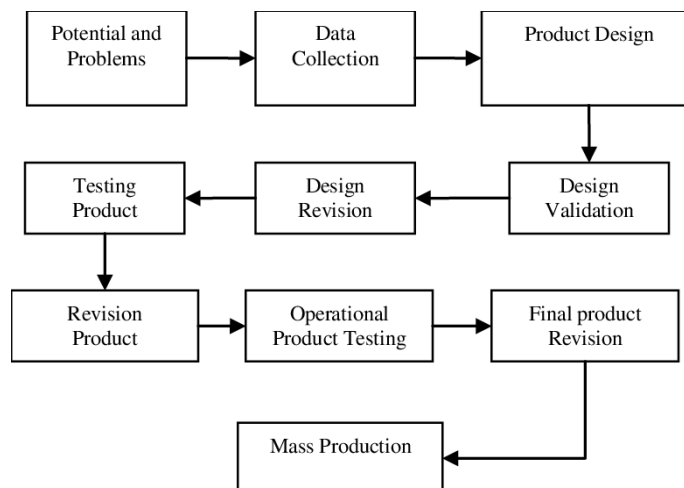 Potential and
Problems
Data
Collection
Product Design
Testing
Product
Design
Revision
Design
Validation
Revision
Product
Operational
Product Testing
Final product
Revision
Mass Production